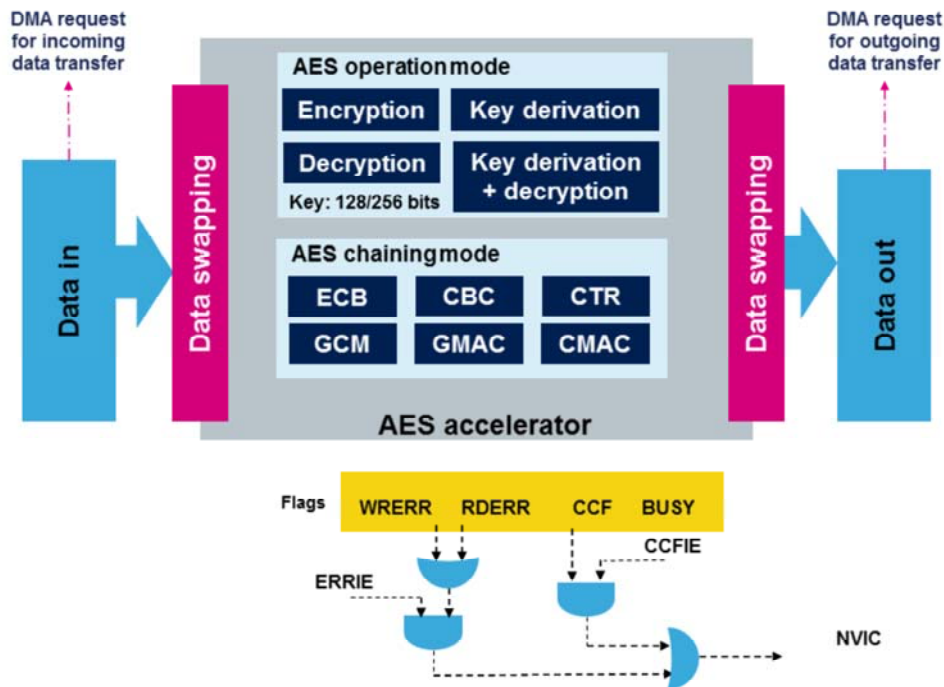 DMA request
for incoming
data transfer
DMA request
for outgoing
data transfer
AES operation mode
Encryption
Key derivation
Decryption
Key derivation
+ decryption
Key: 128/256 bits
Data in
Data swapping
AES chaining mode
ECB
CBC
CTR
GCM
GMAC
CMAC
Data swapping
Data out
AES accelerator
Flags
WRERR
RDERR
CCF
BUSY
CCFIE
ERRIE
NVIC